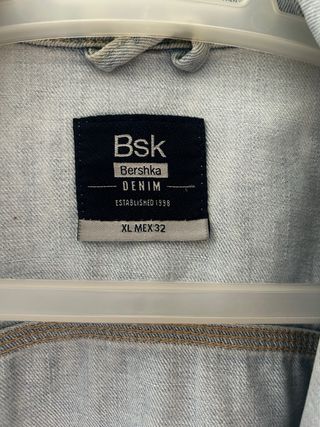 Bsk
Bershka
DENIM
ESTABLISHED 1998
XL MEX 32